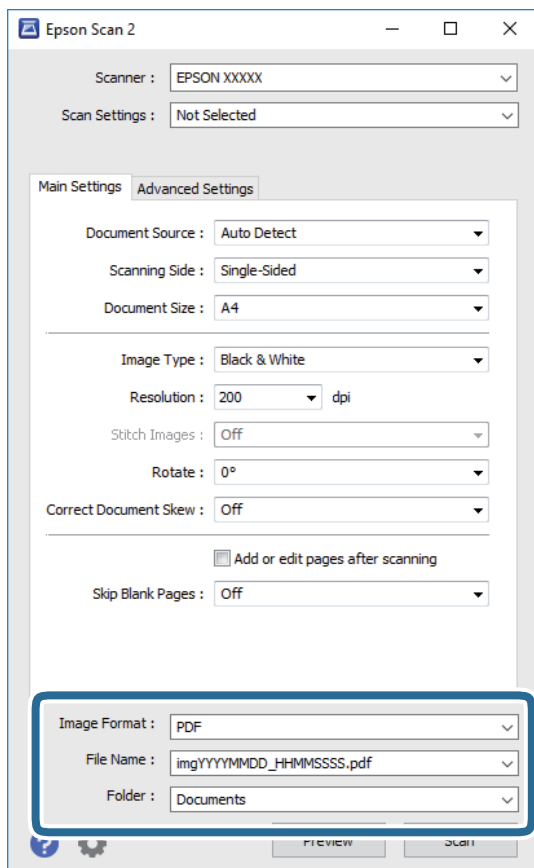 Epson Scan 2
Scanner : EPSON XXXXX
Scan Settings : Not Selected
Main Settings Advanced Settings
Document Source : Auto Detect
Scanning Side : Single-Sided
Document Size : A4
Image Type : Black & White
Resolution : 200 dpi
Stitch Images : Off
Rotate : 0°
Correct Document Skew : Off
Add or edit pages after scanning
Skip Blank Pages : Off
Image Format : PDF
File Name : imgYYYYMMDD_HHMMSSSS.pdf
Folder : Documents
? Preview Scan